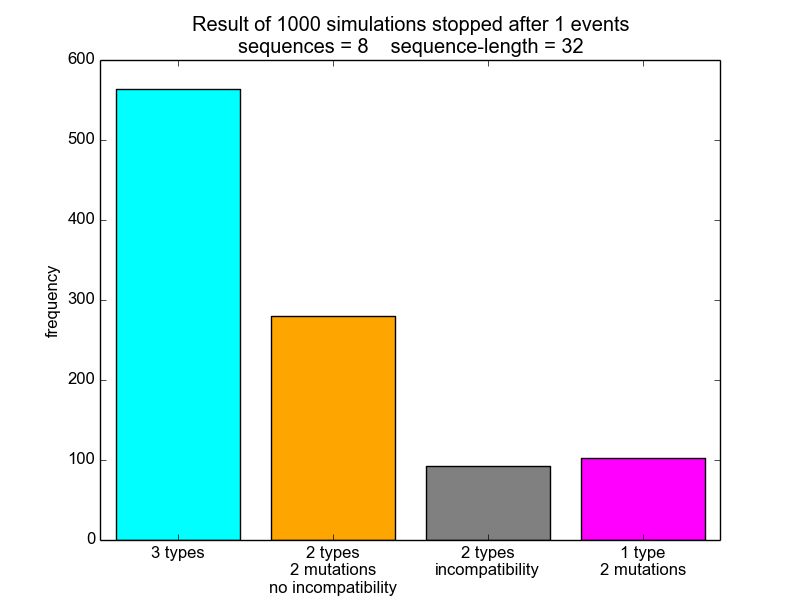 Result of 1000 simulations stopped after 1 events
sequences = 8    sequence-length = 32
600
500
400
300
200
100
0
frequency
3 types
2 types
2 mutations
no incompatibility
2 types
incompatibility
1 type
2 mutations